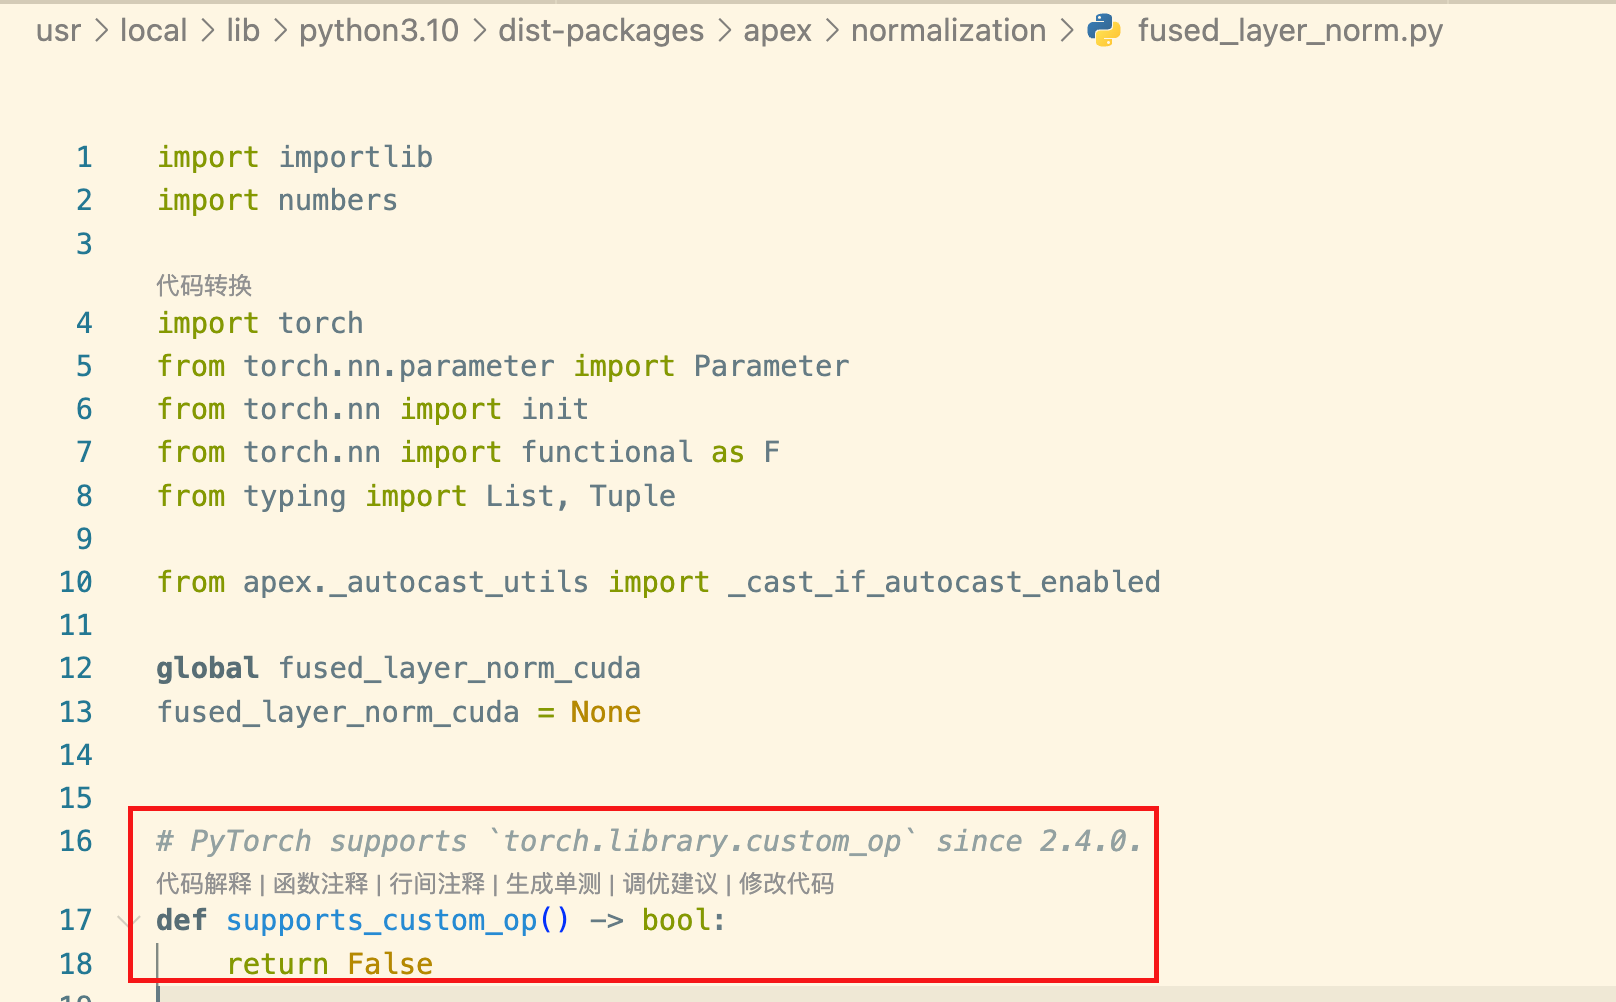 usr > local > lib > python3.10 > dist-packages > apex > normalization > fused_layer_norm.py
1 import importlib
2 import numbers
3
代码转换
4 import torch
5 from torch.nn.parameter import Parameter
6 from torch.nn import init
7 from torch.nn import functional as F
8 from typing import List, Tuple
9
10 from apex._autocast_utils import _cast_if_autocast_enabled
11
12 global fused_layer_norm_cuda
13 fused_layer_norm_cuda = None
14
15
16 # PyTorch supports `torch.library.custom_op` since 2.4.0.
代码解释 | 函数注释 | 行间注释 | 生成单测 | 调优建议 | 修改代码
17 def supports_custom_op() -> bool:
18     return False